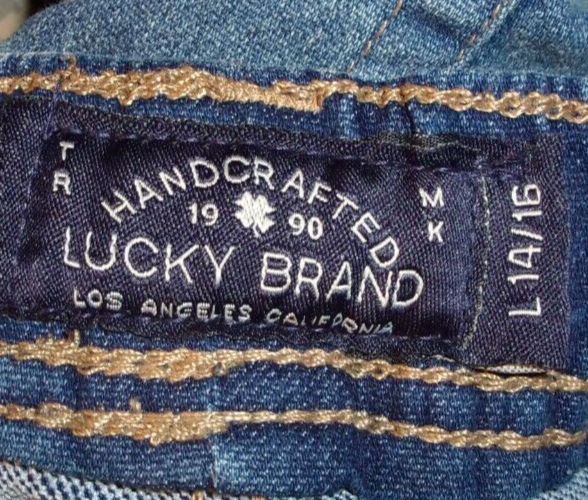 TR
HANDCRAFTED
MK
19 90
LUCKY BRAND
LOS ANGELES CALIFORNIA
L 14/16